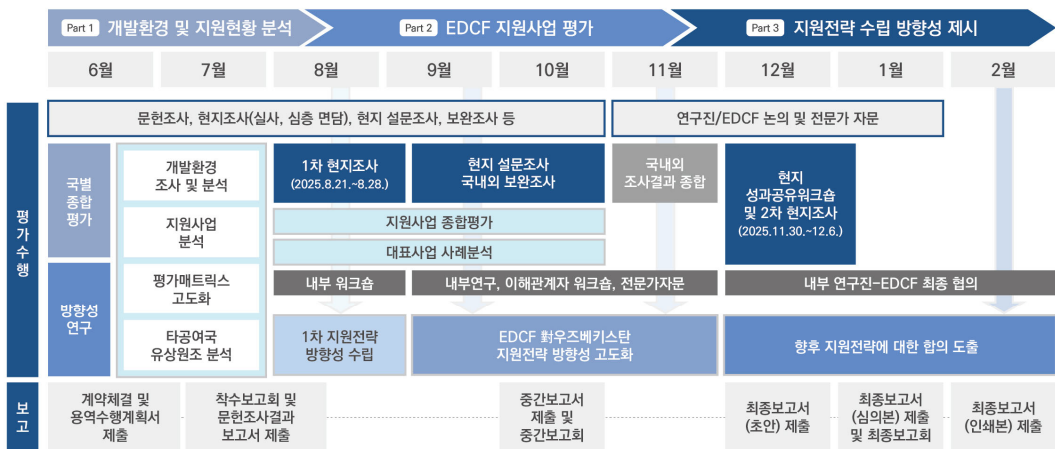 Part 1 개발환경 및 지원현황 분석
Part 2 EDCF 지원사업 평가
Part 3 지원전략 수립 방향성 제시
6월
7월
8월
9월
10월
11월
12월
1월
2월
평가수행
문헌조사, 현지조사(실사, 심층 면담), 현지 설문조사, 보완조사 등
연구진/EDCF 논의 및 전문가 자문
국별
종합
평가
개발환경
조사 및 분석
1차 현지조사
(2025.8.21.~8.28.)
현지 설문조사
국내외 보완조사
국내외
조사결과 종합
현지
성과공유워크숍
및 2차 현지조사
(2025.11.30.~12.6.)
지원사업
분석
지원사업 종합평가
대표사업 사례분석
방향성
연구
평가매트릭스
고도화
내부 워크숍
내부연구, 이해관계자 워크숍, 전문가자문
내부 연구진-EDCF 최종 협의
타공여국
유상원조 분석
1차 지원전략
방향성 수립
EDCF 對우즈베키스탄
지원전략 방향성 고도화
향후 지원전략에 대한 합의 도출
보고
계약체결 및
용역수행계획서
제출
착수보고회 및
문헌조사결과
보고서 제출
중간보고서
제출 및
중간보고회
최종보고서
(초안) 제출
최종보고서
(심의본) 제출
및 최종보고회
최종보고서
(인쇄본) 제출